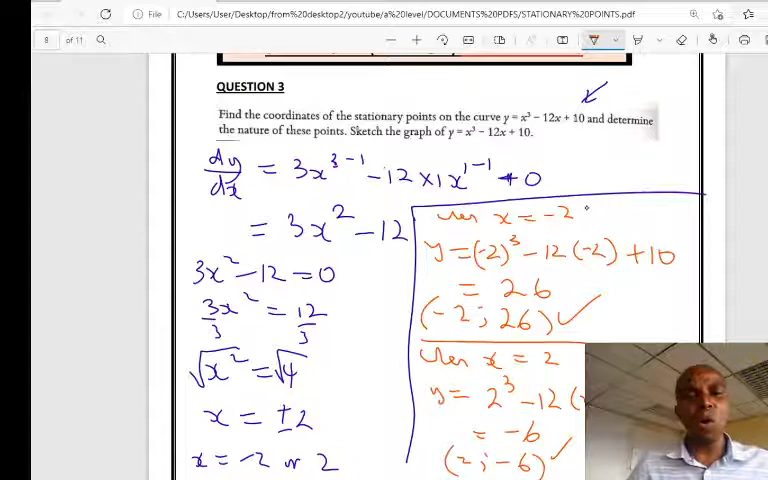 File | C:/Users/User/Desktop/from%20desktop2/youtube/a%20level/DOCUMENTS%20PDFS/STATIONARY%20POINTS.pdf
8 of 11
QUESTION 3
Find the coordinates of the stationary points on the curve y = x³ − 12x + 10 and determine
the nature of these points. Sketch the graph of y = x³ − 12x + 10.
dy/dx = 3x³⁻¹ − 12 × 1x¹⁻¹ + 0
= 3x² − 12
3x² − 12 = 0
3x²/3 = 12/3
√x² = √4
x = ±2
x = −2 or 2
when x = −2
y = (−2)³ − 12(−2) + 10
= 26
(−2; 26) ✓
when x = 2
y = 2³ − 12(
= −6
(2; −6) ✓